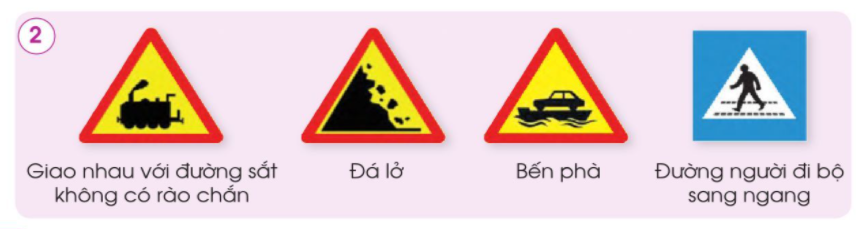 2
Giao nhau với đường sắt
không có rào chắn
Đá lở
Bến phà
Đường người đi bộ
sang ngang